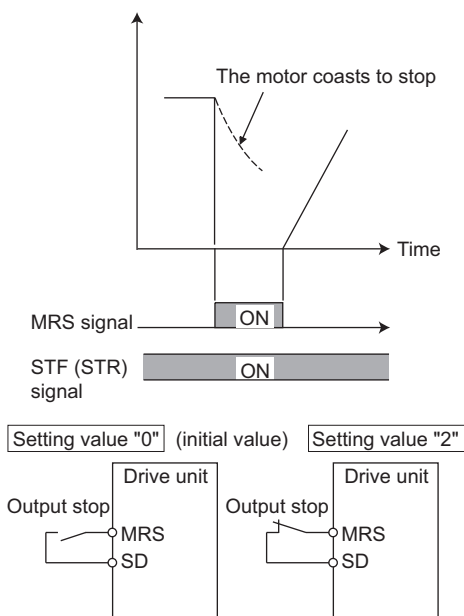 The motor coasts to stop
Time
MRS signal
ON
STF (STR)
signal
ON
Setting value "0" (initial value) Setting value "2"
Drive unit
Drive unit
Output stop
Output stop
MRS
MRS
SD
SD